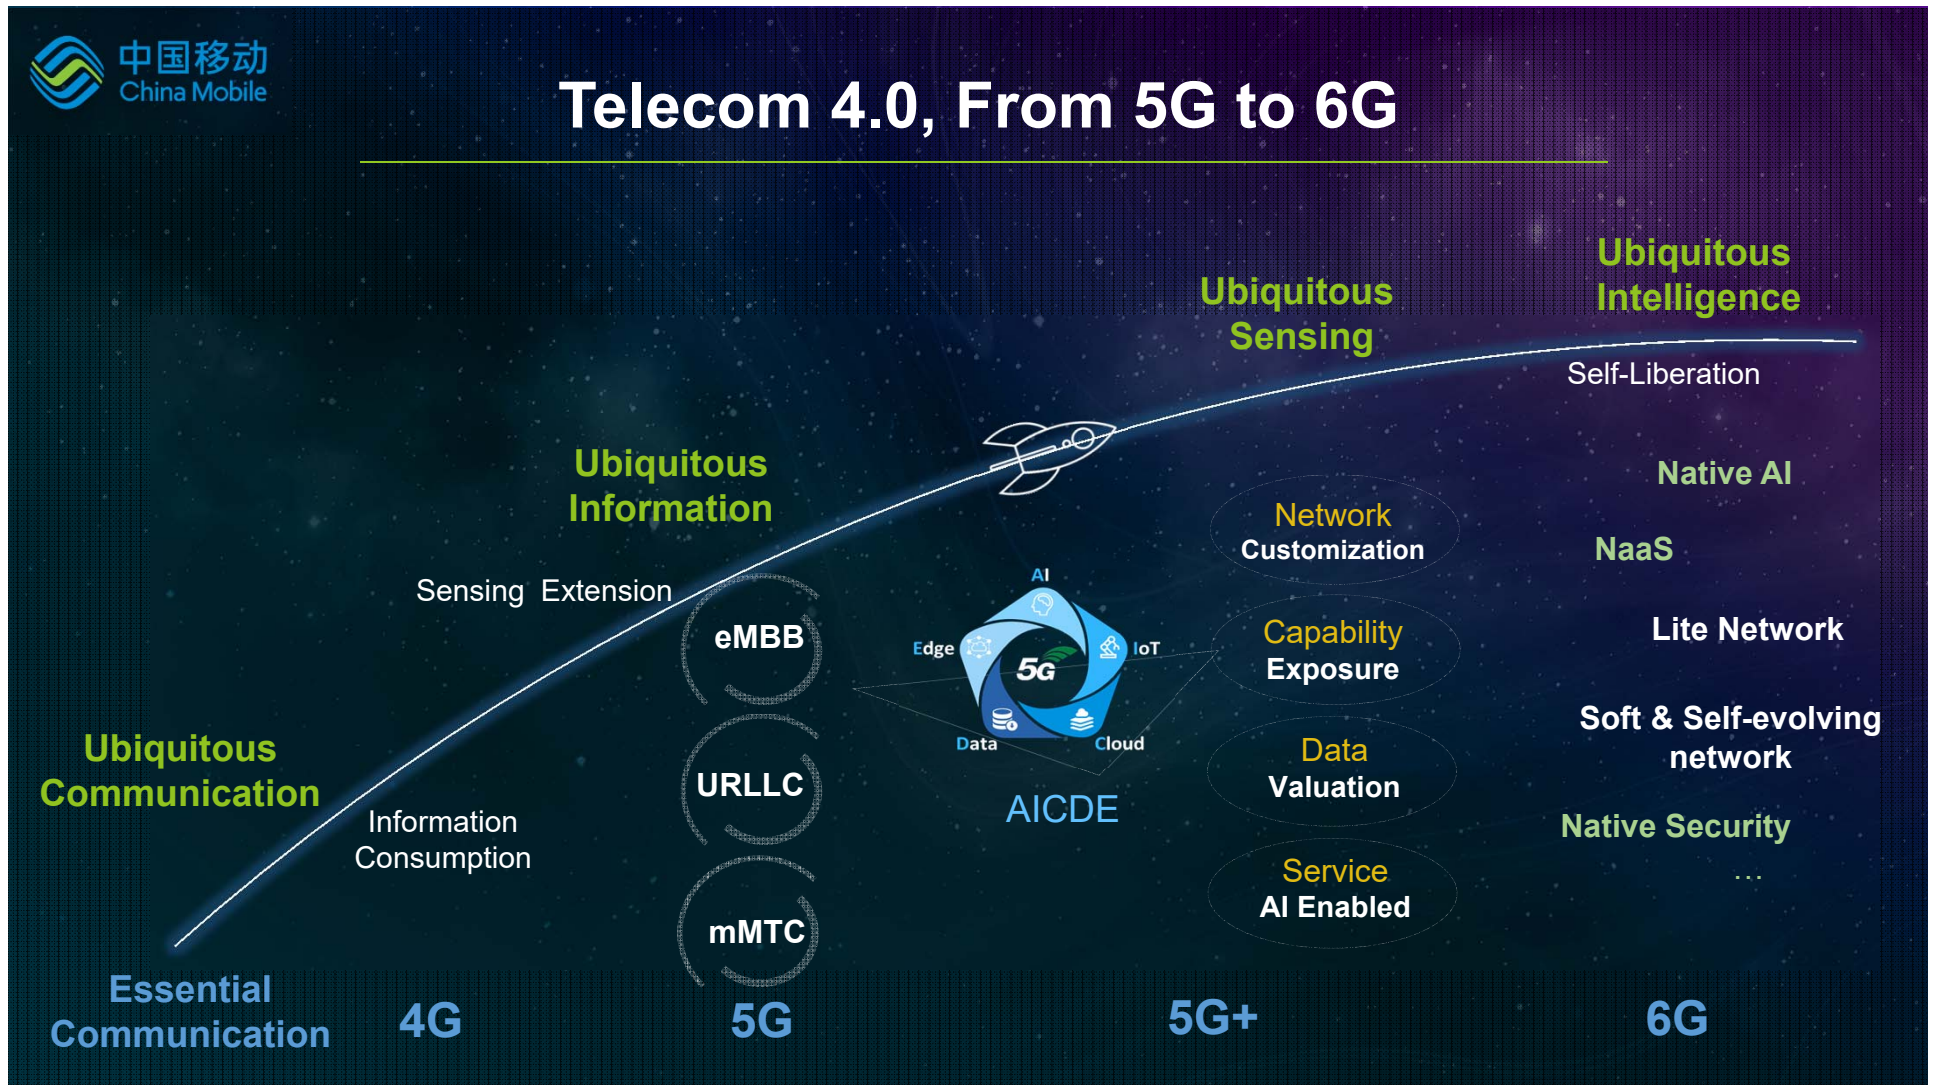 中国移动
China Mobile
Telecom 4.0, From 5G to 6G
Ubiquitous
Intelligence
Ubiquitous
Sensing
Self-Liberation
Ubiquitous
Information
Sensing Extension
Ubiquitous
Communication
Information
Consumption
eMBB
URLLC
mMTC
AI
Edge
IoT
5G
Data
Cloud
AICDE
Network
Customization
Capability
Exposure
Data
Valuation
Service
AI Enabled
Native AI
NaaS
Lite Network
Soft & Self-evolving
network
Native Security
...
Essential
Communication
4G
5G
5G+
6G